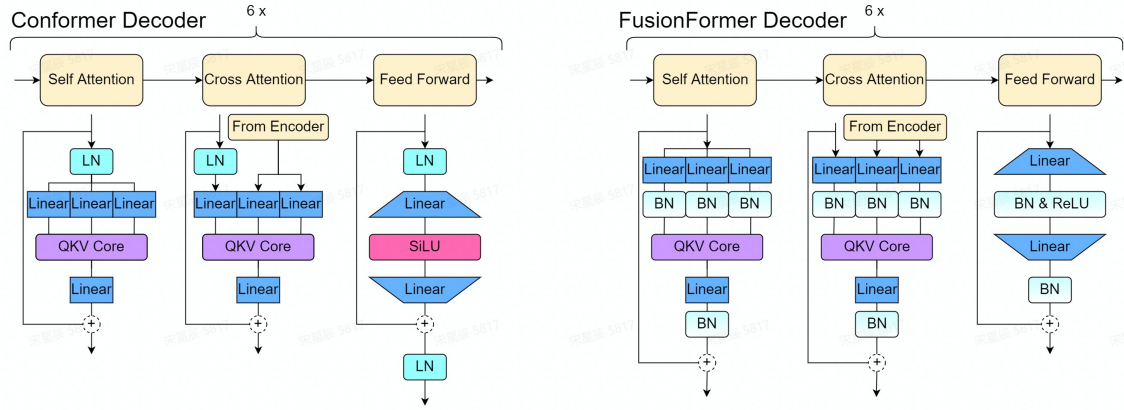 Conformer Decoder
6 x
Self Attention
Cross Attention
Feed Forward
From Encoder
LN
LN
LN
Linear Linear Linear
Linear Linear Linear
Linear
QKV Core
QKV Core
SiLU
Linear
Linear
Linear
+
+
+
LN
FusionFormer Decoder
6 x
Self Attention
Cross Attention
Feed Forward
From Encoder
Linear Linear Linear
Linear Linear Linear
Linear
BN BN BN
BN BN BN
BN & ReLU
QKV Core
QKV Core
Linear
Linear
Linear
BN
BN
BN
+
+
+